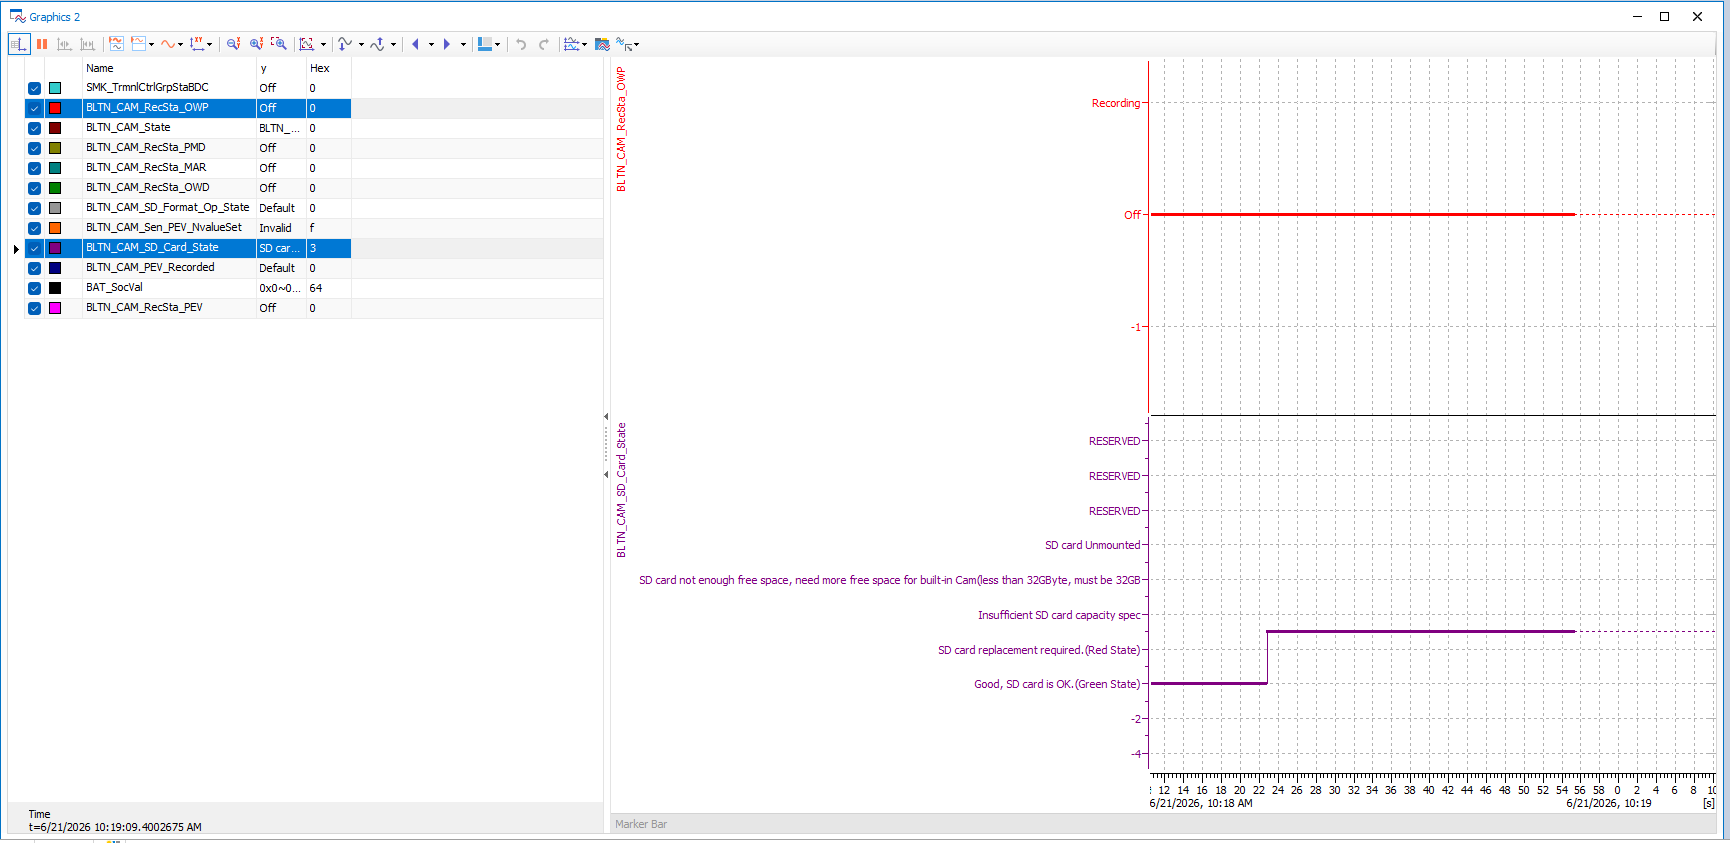 Graphics 2
Name y Hex
SMK_TrmnlCtrlGrpStaBDC Off 0
BLTN_CAM_RecSta_OWP Off 0
BLTN_CAM_State BLTN_... 0
BLTN_CAM_RecSta_PMD Off 0
BLTN_CAM_RecSta_MAR Off 0
BLTN_CAM_RecSta_OWD Off 0
BLTN_CAM_SD_Format_Op_State Default 0
BLTN_CAM_Sen_PEV_NvalueSet Invalid f
BLTN_CAM_SD_Card_State SD car... 3
BLTN_CAM_PEV_Recorded Default 0
BAT_SocVal 0x0~0... 64
BLTN_CAM_RecSta_PEV Off 0
Time
t=6/21/2026 10:19:09.4002675 AM
BLTN_CAM_RecSta_OWP
Recording
Off
-1
BLTN_CAM_SD_Card_State
RESERVED
RESERVED
RESERVED
SD card Unmounted
SD card not enough free space, need more free space for built-in Cam(less than 32GByte, must be 32GB
Insufficient SD card capacity spec
SD card replacement required.(Red State)
Good, SD card is OK.(Green State)
-2
-4
12 14 16 18 20 22 24 26 28 30 32 34 36 38 40 42 44 46 48 50 52 54 56 58 0 2 4 6 8 10
6/21/2026, 10:18 AM 6/21/2026, 10:19 [s]
Marker Bar